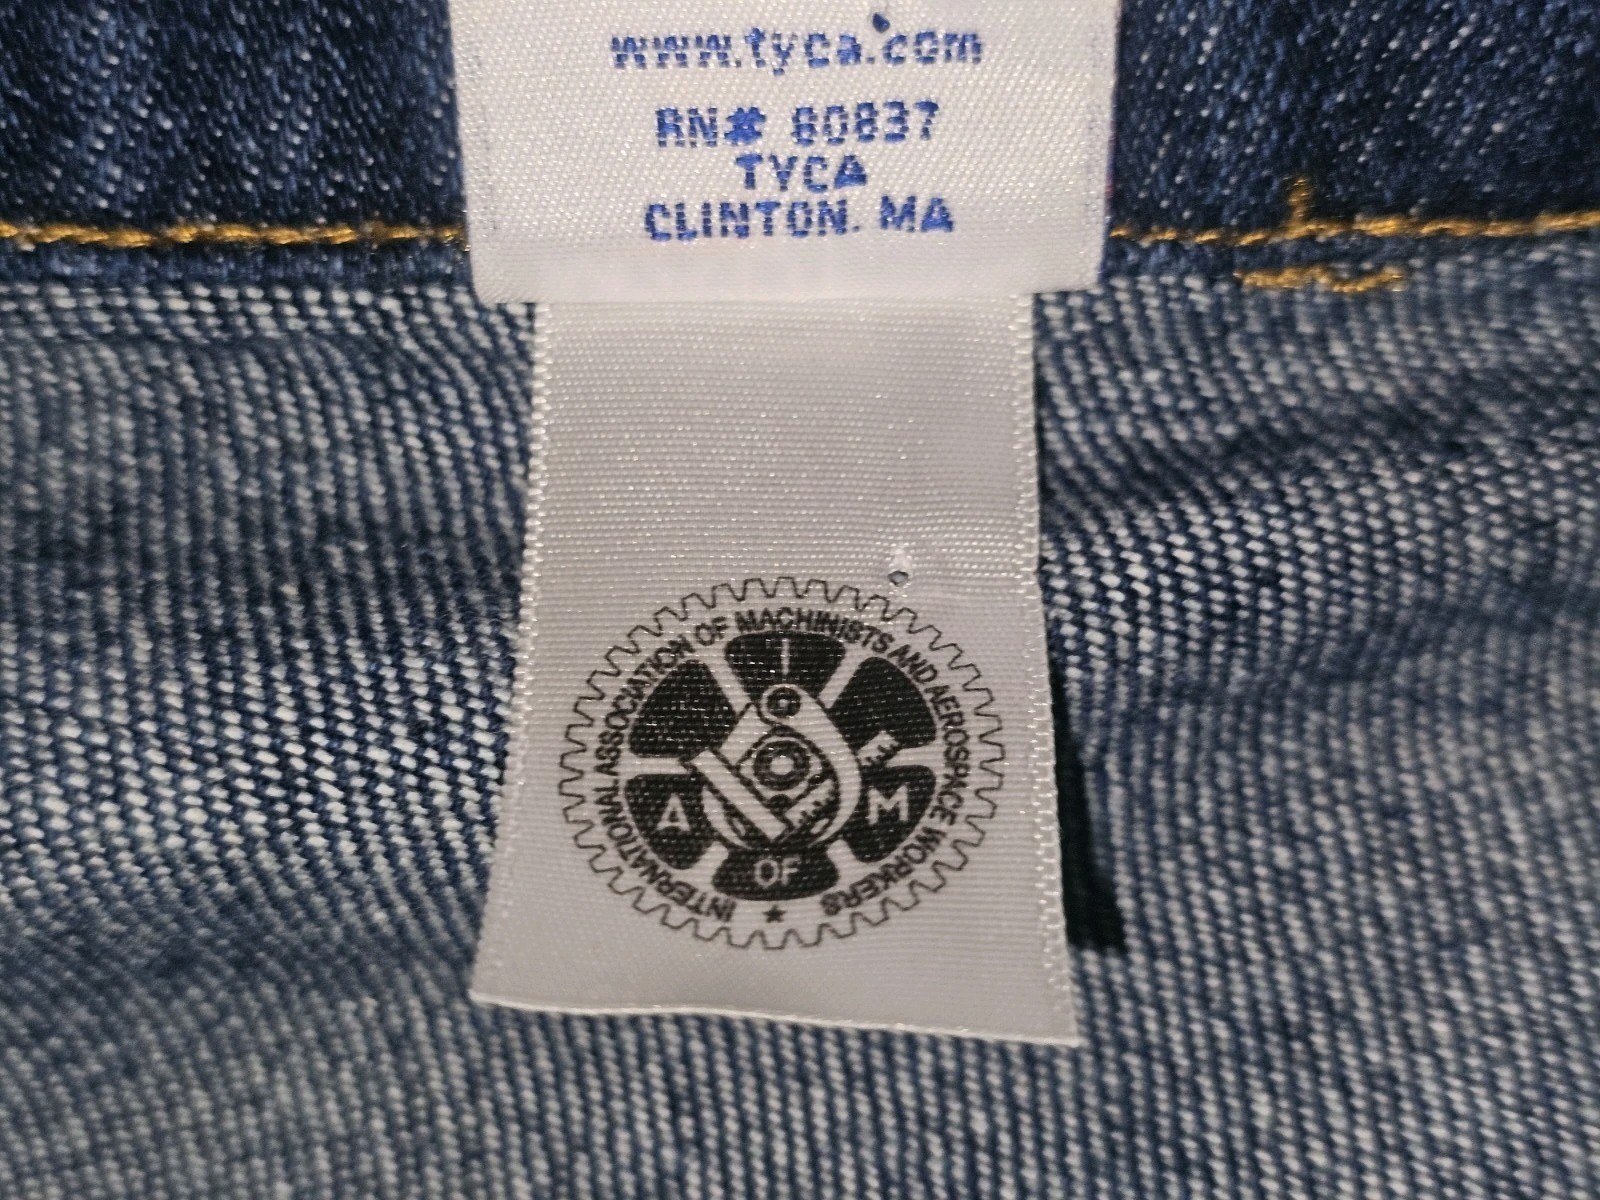 www.tyca.com
RN# 80837
TYCA
CLINTON. MA
INTERNATIONAL ASSOCIATION OF MACHINISTS AND AEROSPACE WORKERS
I
A
M
OF